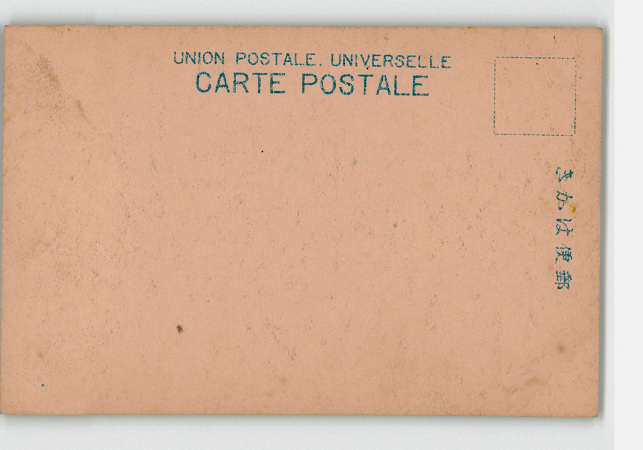 UNION POSTALE. UNIVERSELLE
CARTE POSTALE
郵便はかき